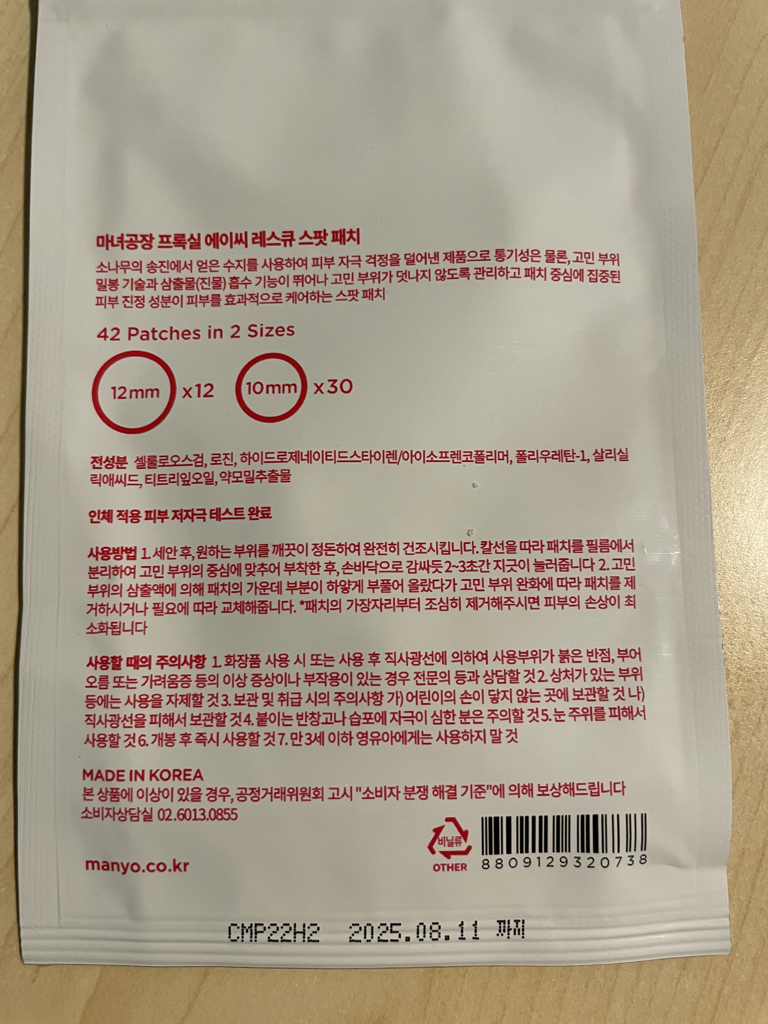 마녀공장 프록실 에이씨 레스큐 스팟 패치
소나무의 송진에서 얻은 수지를 사용하여 피부 자극 걱정을 덜어낸 제품으로 통기성은 물론, 고민 부위
밀봉 기술과 삼출물(진물) 흡수 기능이 뛰어나 고민 부위가 덧나지 않도록 관리하고 패치 중심에 집중된
피부 진정 성분이 피부를 효과적으로 케어하는 스팟 패치
42 Patches in 2 Sizes
12mm x12 10mm x30
전성분 셀룰로오스검, 로진, 하이드로제네이티드스타이렌/아이소프렌코폴리머, 폴리우레탄-1, 살리실
릭애씨드, 티트리잎오일, 약모밀추출물
인체 적용 피부 저자극 테스트 완료
사용방법 1. 세안 후, 원하는 부위를 깨끗이 정돈하여 완전히 건조시킵니다. 칼선을 따라 패치를 필름에서
분리하여 고민 부위의 중심에 맞추어 부착한 후, 손바닥으로 감싸듯 2~3초간 지긋이 눌러줍니다 2. 고민
부위의 삼출액에 의해 패치의 가운데 부분이 하얗게 부풀어 올랐다가 고민 부위 완화에 따라 패치를 제
거하시거나 필요에 따라 교체해줍니다. *패치의 가장자리부터 조심히 제거해주시면 피부의 손상이 최
소화됩니다
사용할 때의 주의사항 1. 화장품 사용 시 또는 사용 후 직사광선에 의하여 사용부위가 붉은 반점, 부어
오름 또는 가려움증 등의 이상 증상이나 부작용이 있는 경우 전문의 등과 상담할 것 2. 상처가 있는 부위
등에는 사용을 자제할 것 3. 보관 및 취급 시의 주의사항 가) 어린이의 손이 닿지 않는 곳에 보관할 것 나)
직사광선을 피해서 보관할 것 4. 붙이는 반창고나 습포에 자극이 심한 분은 주의할 것 5. 눈 주위를 피해서
사용할 것 6. 개봉 후 즉시 사용할 것 7. 만 3세 이하 영유아에게는 사용하지 말 것
MADE IN KOREA
본 상품에 이상이 있을 경우, 공정거래위원회 고시 "소비자 분쟁 해결 기준"에 의해 보상해드립니다
소비자상담실 02.6013.0855
비닐류
OTHER
8809129320738
manyo.co.kr
CMP22H2 2025.08.11 까지